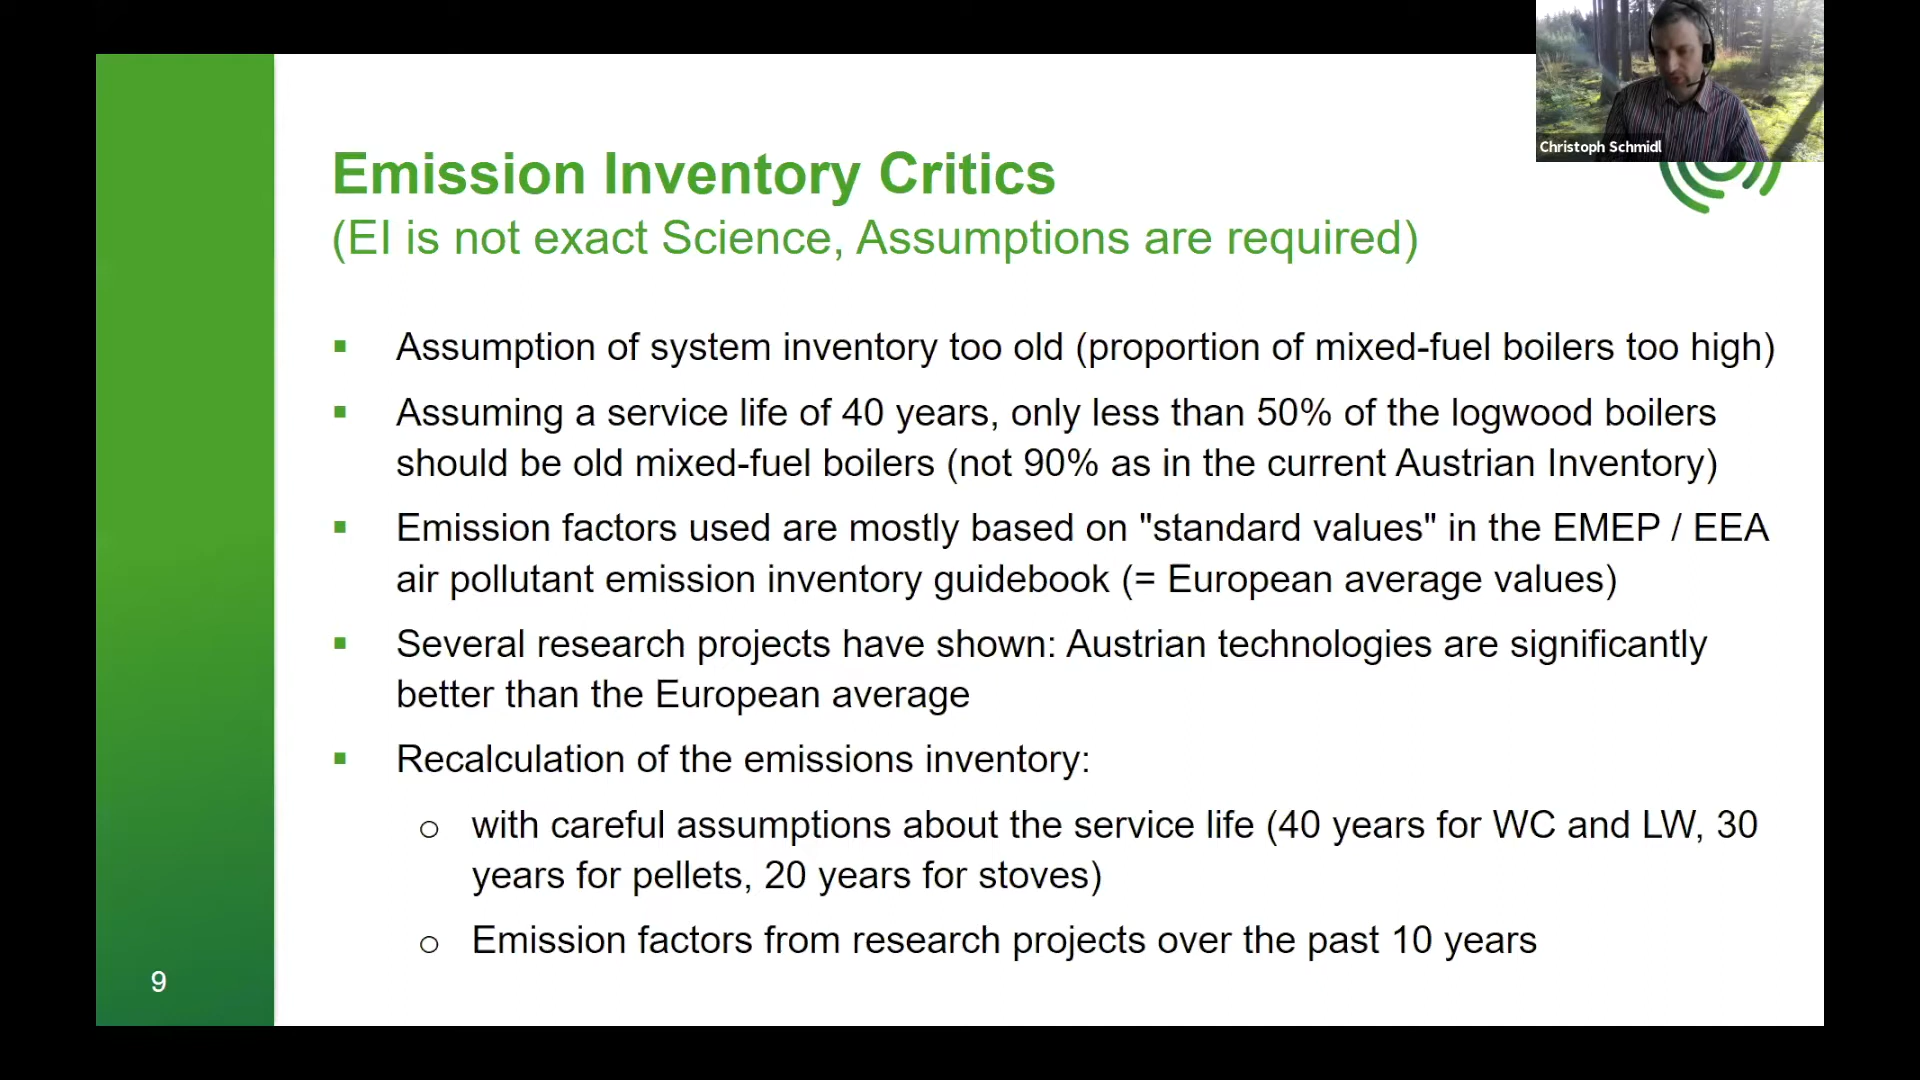 Christoph Schmidl
Emission Inventory Critics
(EI is not exact Science, Assumptions are required)
▪ Assumption of system inventory too old (proportion of mixed-fuel boilers too high)
▪ Assuming a service life of 40 years, only less than 50% of the logwood boilers
should be old mixed-fuel boilers (not 90% as in the current Austrian Inventory)
▪ Emission factors used are mostly based on "standard values" in the EMEP / EEA
air pollutant emission inventory guidebook (= European average values)
▪ Several research projects have shown: Austrian technologies are significantly
better than the European average
▪ Recalculation of the emissions inventory:
o with careful assumptions about the service life (40 years for WC and LW, 30
years for pellets, 20 years for stoves)
o Emission factors from research projects over the past 10 years
9